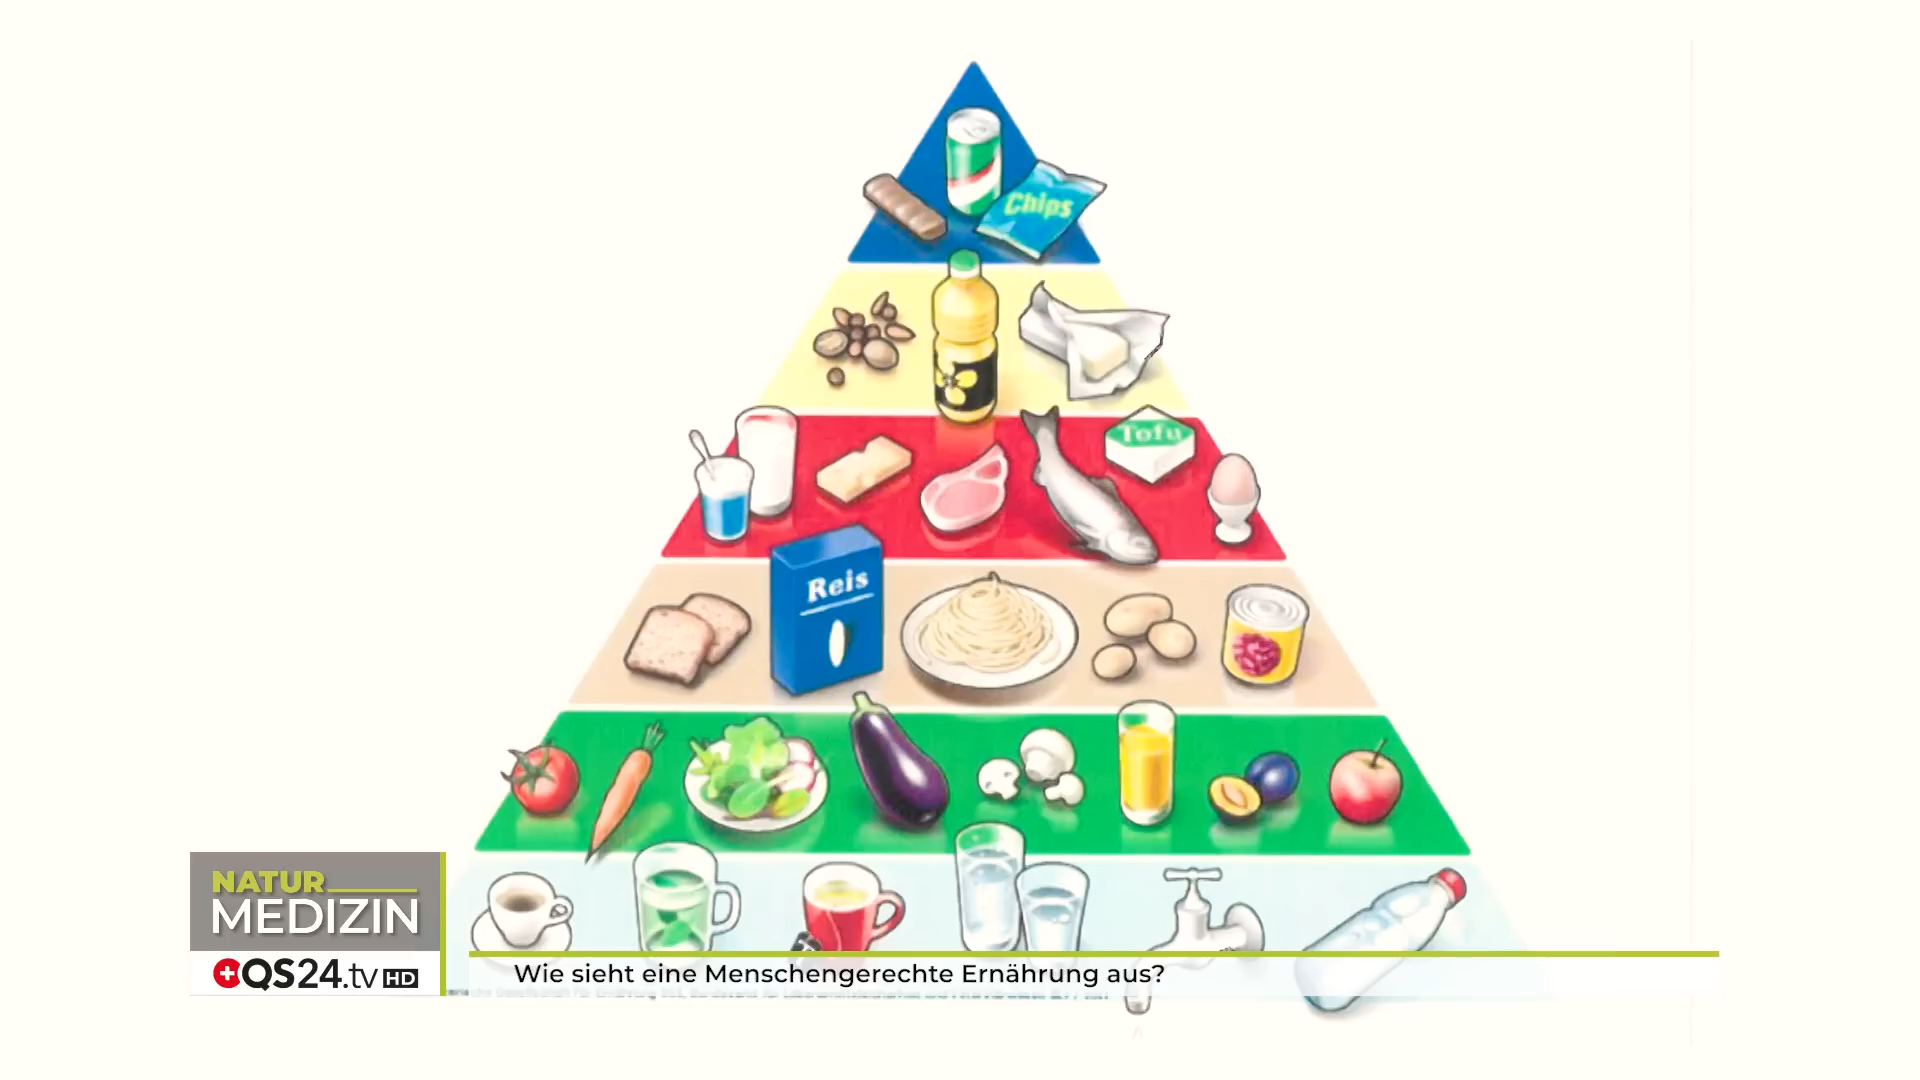 Chips
Tofu
Reis
NATUR
MEDIZIN
QS24.tv HD
Wie sieht eine Menschengerechte Ernährung aus?